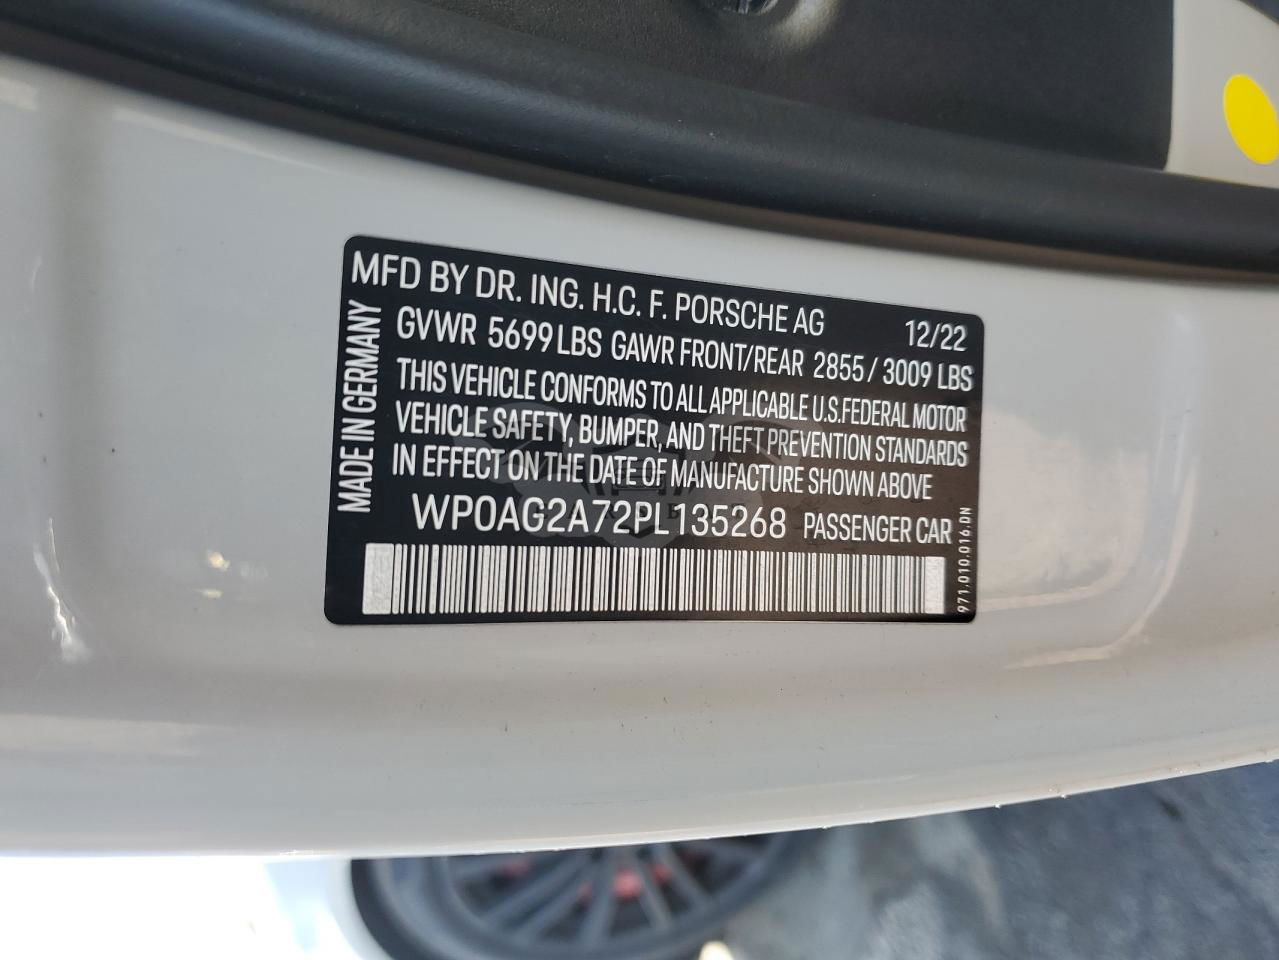 MFD BY DR. ING. H.C. F. PORSCHE AG 12/22
GVWR 5699 LBS GAWR FRONT/REAR 2855 / 3009 LBS
THIS VEHICLE CONFORMS TO ALL APPLICABLE U.S.FEDERAL MOTOR
VEHICLE SAFETY, BUMPER, AND THEFT PREVENTION STANDARDS
IN EFFECT ON THE DATE OF MANUFACTURE SHOWN ABOVE
WP0AG2A72PL135268 PASSENGER CAR
MADE IN GERMANY
971.010.016.DN